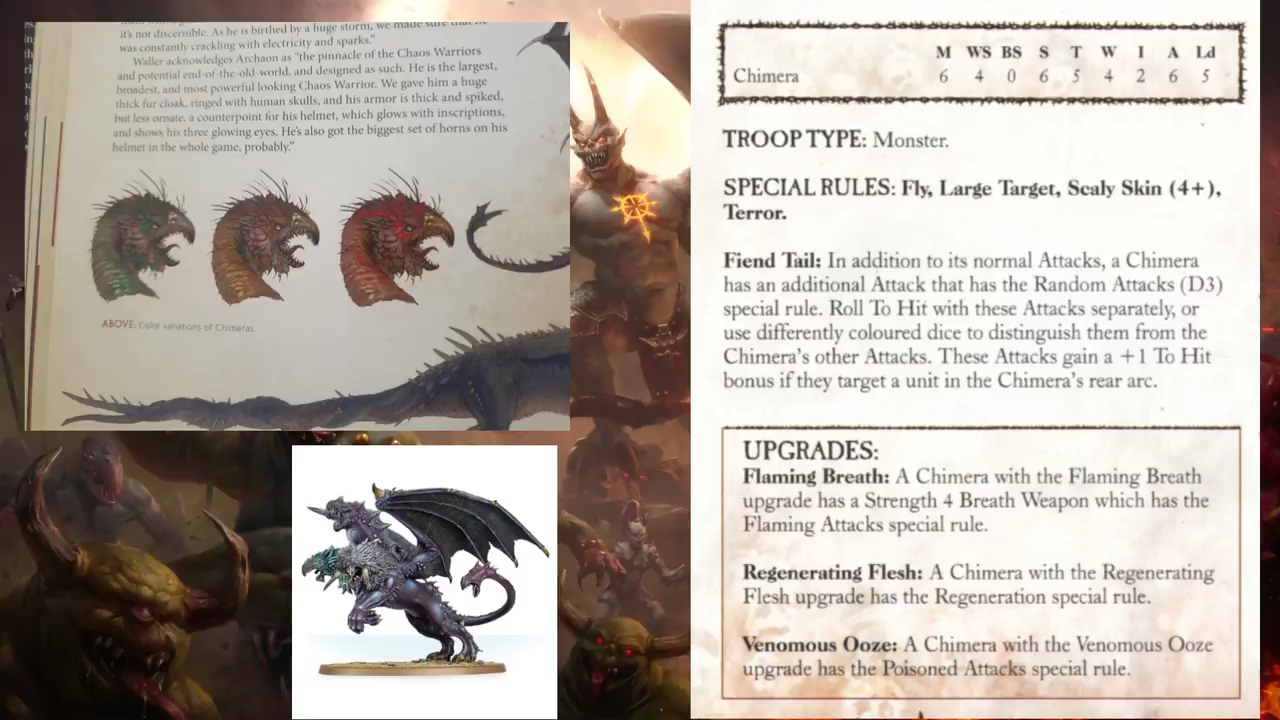 it's not discernible. As he is birthed by a huge storm, we made sure that he
was constantly crackling with electricity and sparks."
Waller acknowledges Archaon as "the pinnacle of the Chaos Warriors
and potential end-of-the-old-world, and designed as such. He is the largest,
broadest, and most powerful looking Chaos Warrior. We gave him a huge
thick fur cloak, ringed with human skulls, and his armor is thick and spiked,
but less ornate, a counterpoint for his helmet, which glows with inscriptions,
and shows his three glowing eyes. He's also got the biggest set of horns on his
helmet in the whole game, probably."
ABOVE: Color variations of Chimeras.
M WS BS S T W I A Ld
Chimera 6 4 0 6 5 4 2 6 5
TROOP TYPE: Monster.
SPECIAL RULES: Fly, Large Target, Scaly Skin (4+),
Terror.
Fiend Tail: In addition to its normal Attacks, a Chimera
has an additional Attack that has the Random Attacks (D3)
special rule. Roll To Hit with these Attacks separately, or
use differently coloured dice to distinguish them from the
Chimera's other Attacks. These Attacks gain a +1 To Hit
bonus if they target a unit in the Chimera's rear arc.
UPGRADES:
Flaming Breath: A Chimera with the Flaming Breath
upgrade has a Strength 4 Breath Weapon which has the
Flaming Attacks special rule.
Regenerating Flesh: A Chimera with the Regenerating
Flesh upgrade has the Regeneration special rule.
Venomous Ooze: A Chimera with the Venomous Ooze
upgrade has the Poisoned Attacks special rule.